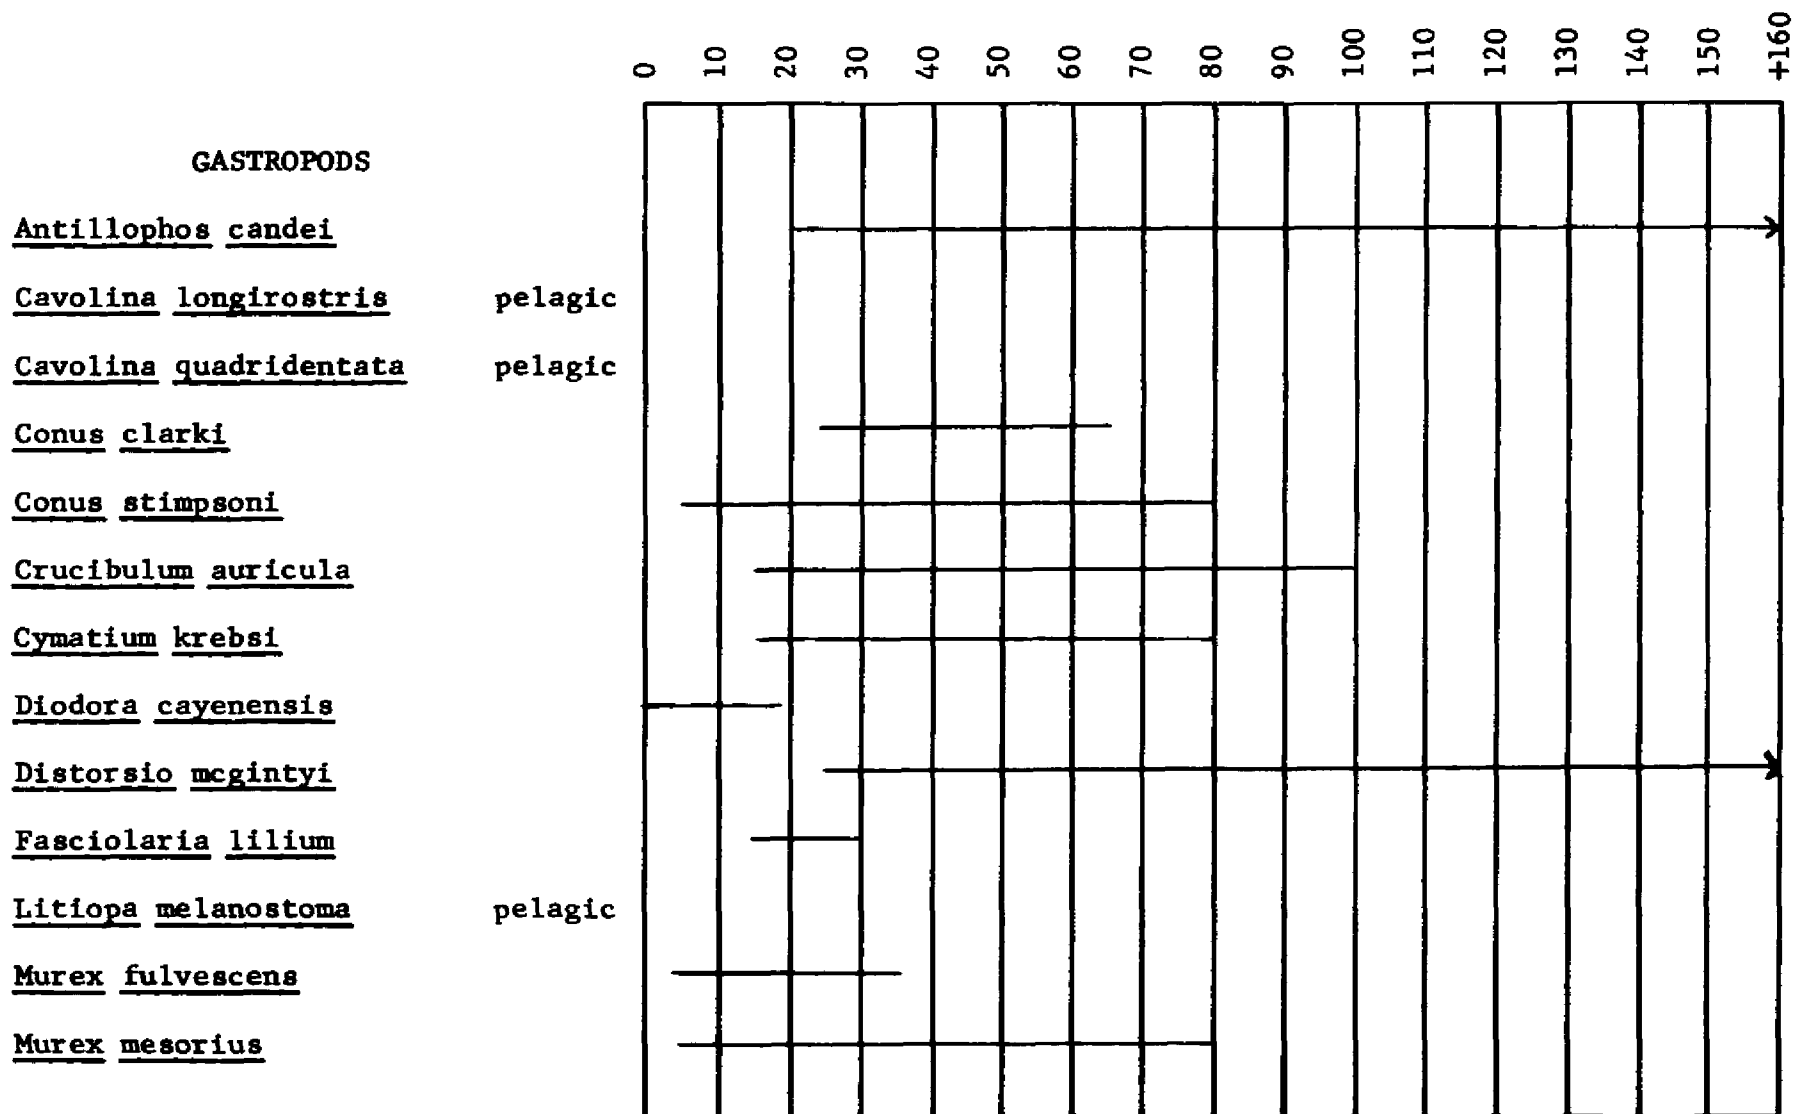 0 10 20 30 40 50 60 70 80 90 100 110 120 130 140 150 +160
GASTROPODS
Antillophos candei
Cavolina longirostris pelagic
Cavolina quadridentata pelagic
Conus clarki
Conus stimpsoni
Crucibulum auricula
Cymatium krebsi
Diodora cayenensis
Distorsio mcgintyi
Fasciolaria lilium
Litiopa melanostoma pelagic
Murex fulvescens
Murex mesorius